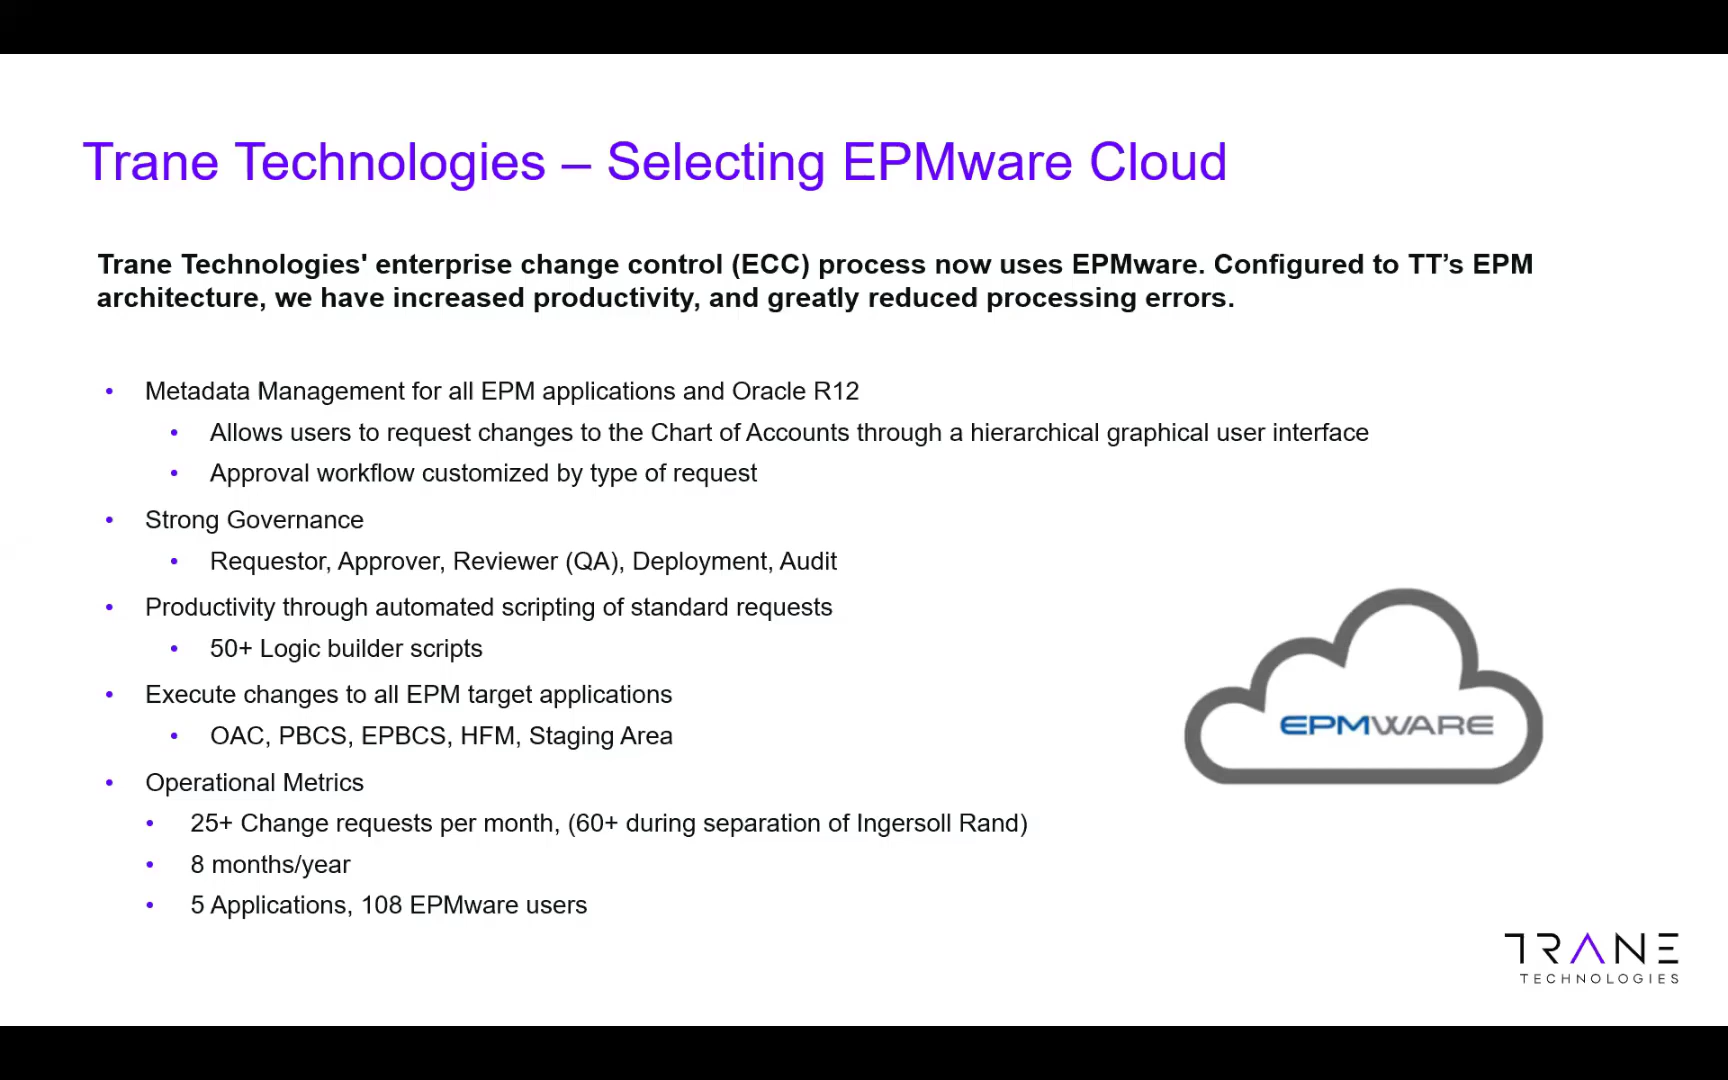 Trane Technologies – Selecting EPMware Cloud
Trane Technologies' enterprise change control (ECC) process now uses EPMware. Configured to TT’s EPM
architecture, we have increased productivity, and greatly reduced processing errors.
• Metadata Management for all EPM applications and Oracle R12
• Allows users to request changes to the Chart of Accounts through a hierarchical graphical user interface
• Approval workflow customized by type of request
• Strong Governance
• Requestor, Approver, Reviewer (QA), Deployment, Audit
• Productivity through automated scripting of standard requests
• 50+ Logic builder scripts
• Execute changes to all EPM target applications
• OAC, PBCS, EPBCS, HFM, Staging Area
• Operational Metrics
• 25+ Change requests per month, (60+ during separation of Ingersoll Rand)
• 8 months/year
• 5 Applications, 108 EPMware users
EPMWARE
TRANE
TECHNOLOGIES